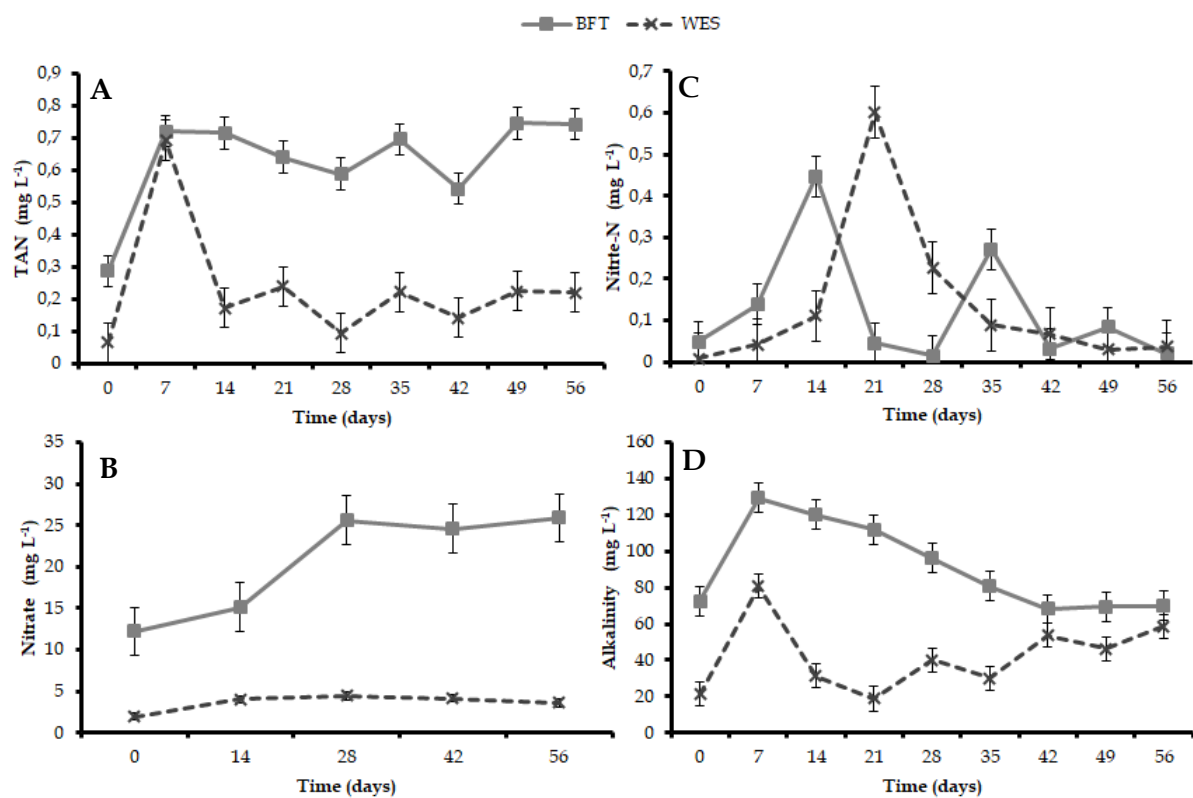 BFT WES
A
TAN (mg L-1)
0,9
0,8
0,7
0,6
0,5
0,4
0,3
0,2
0,1
0
0 7 14 21 28 35 42 49 56
Time (days)
C
Nitrte-N (mg L-1)
0,7
0,6
0,5
0,4
0,3
0,2
0,1
0
0 7 14 21 28 35 42 49 56
Time (days)
B
Nitrate (mg L-1)
35
30
25
20
15
10
5
0
0 14 28 42 56
Time (days)
D
Alkalinity (mg L-1)
160
140
120
100
80
60
40
20
0
0 7 14 21 28 35 42 49 56
Time (days)